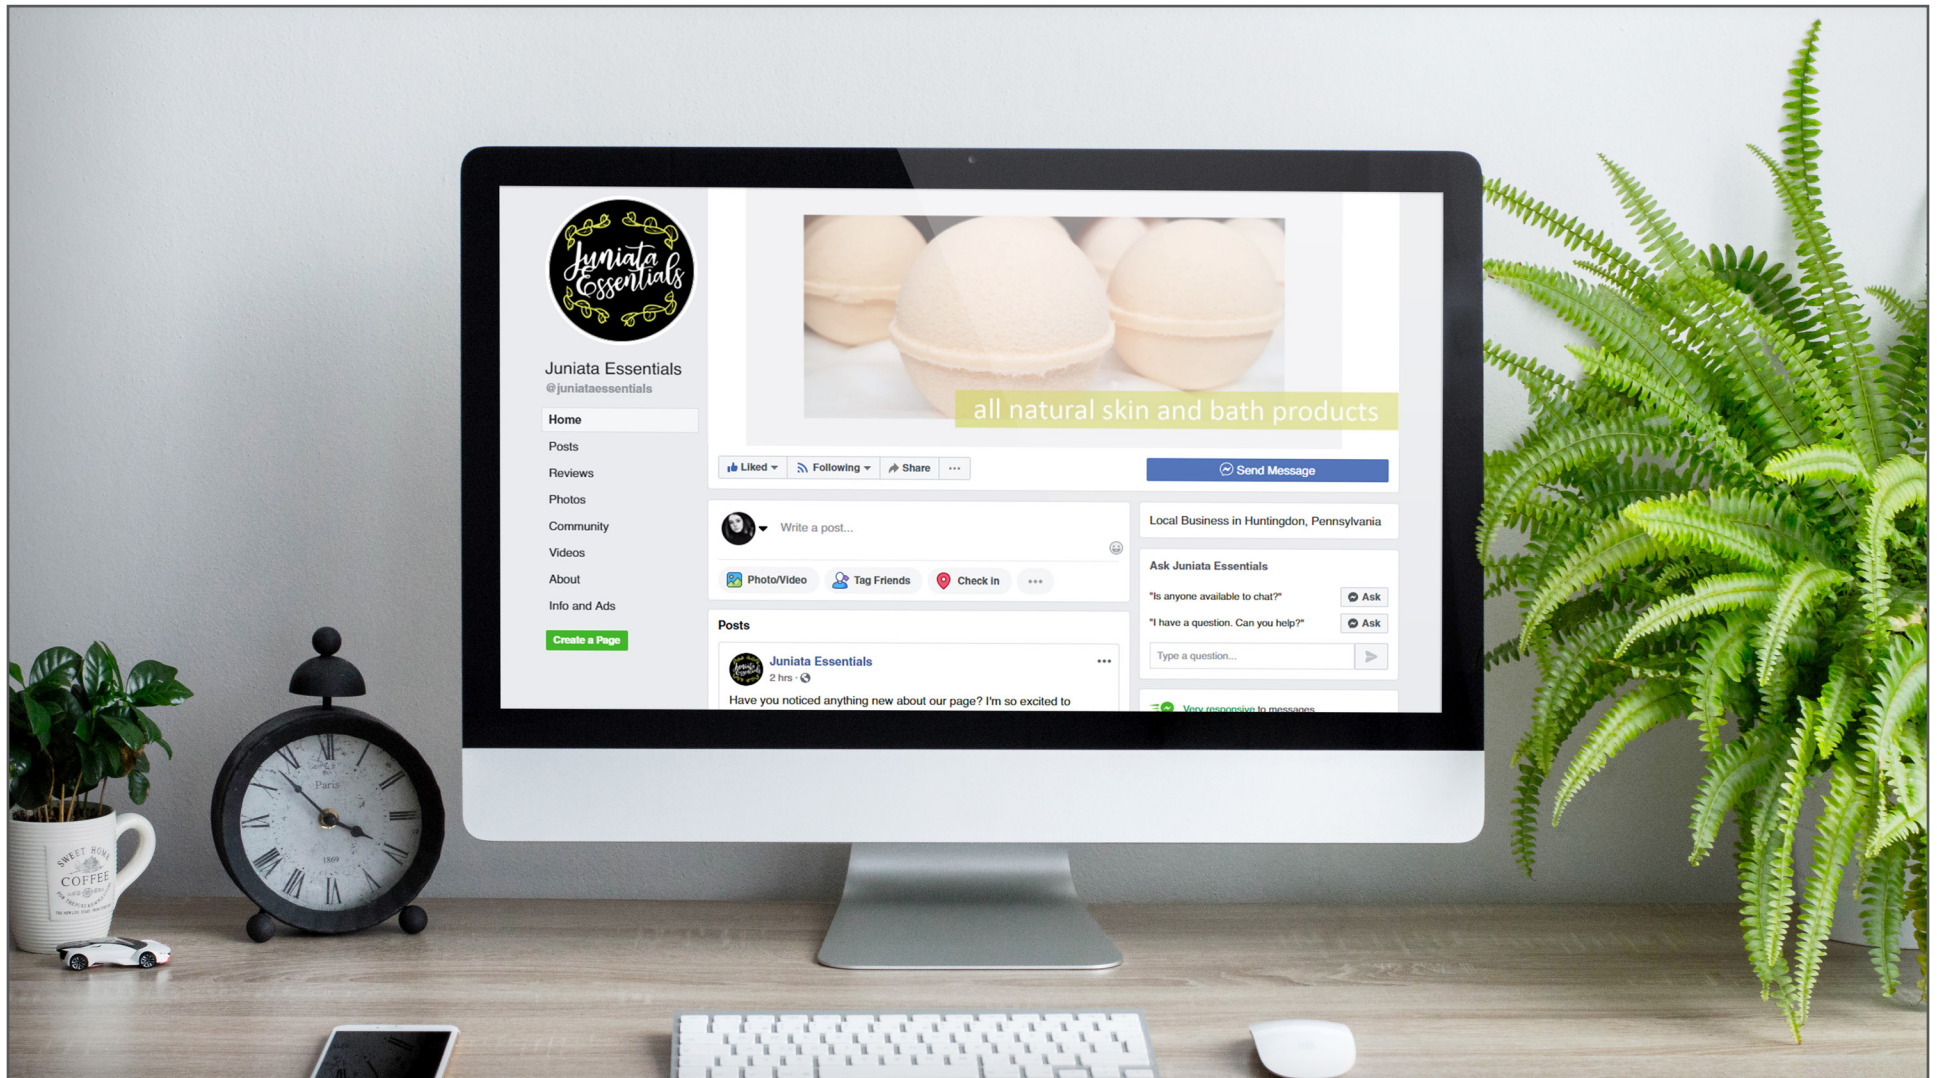 Juniata
Essentials
Juniata Essentials
@juniataessentials
Home
Posts
Reviews
Photos
Community
Videos
About
Info and Ads
Create a Page
all natural skin and bath products
Liked
Following
Share
Send Message
Write a post...
Photo/Video
Tag Friends
Check in
Posts
Juniata Essentials
2 hrs ·
Have you noticed anything new about our page? I'm so excited to
Local Business in Huntingdon, Pennsylvania
Ask Juniata Essentials
"Is anyone available to chat?" Ask
"I have a question. Can you help?" Ask
Type a question...
Very responsive to messages
Paris
1869
SWEET HOME
COFFEE